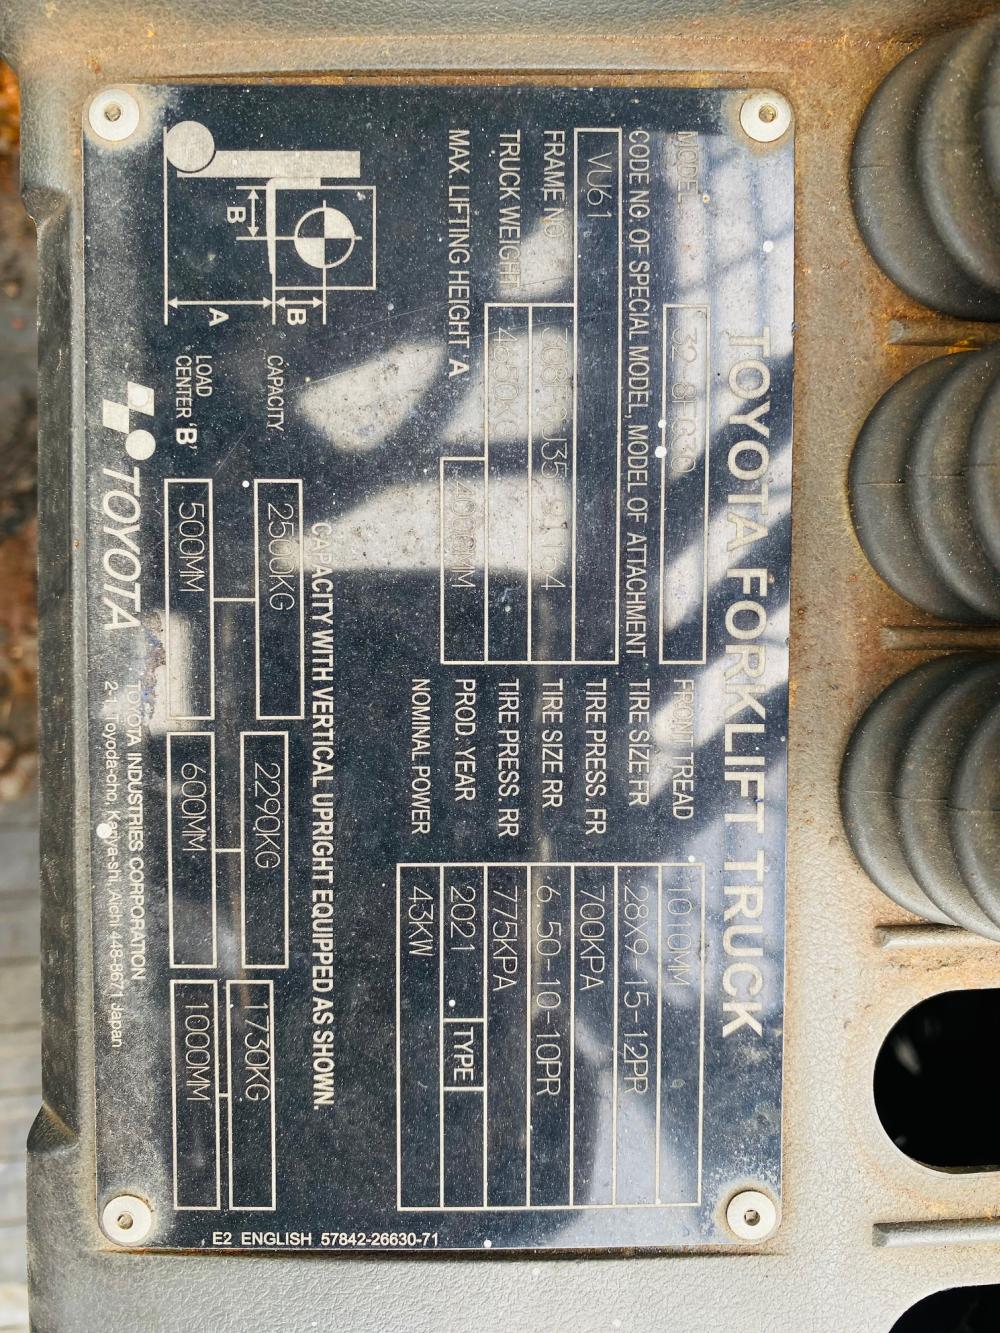 TOYOTA FORKLIFT TRUCK
MODEL
CODE NO. OF SPECIAL MODEL, MODEL OF ATTACHMENT
VU61
FRAME NO
TRUCK WEIGHT
MAX. LIFTING HEIGHT 'A' 4000MM
FRONT TREAD 1010MM
TIRE SIZE FR 28X9-15-12PR
TIRE PRESS. FR 700KPA
TIRE SIZE RR 6.50-10-10PR
TIRE PRESS. RR 775KPA
PROD. YEAR 2021 TYPE
NOMINAL POWER 43KW
CAPACITY WITH VERTICAL UPRIGHT EQUIPPED AS SHOWN.
B
B
A
CAPACITY 2500KG 2290KG 1730KG
LOAD
CENTER 'B' 500MM 600MM 1000MM
TOYOTA
TOYOTA INDUSTRIES CORPORATION
2-1, Toyoda-cho, Kariya-shi, Aichi 448-8671 Japan
E2 ENGLISH 57842-26630-71